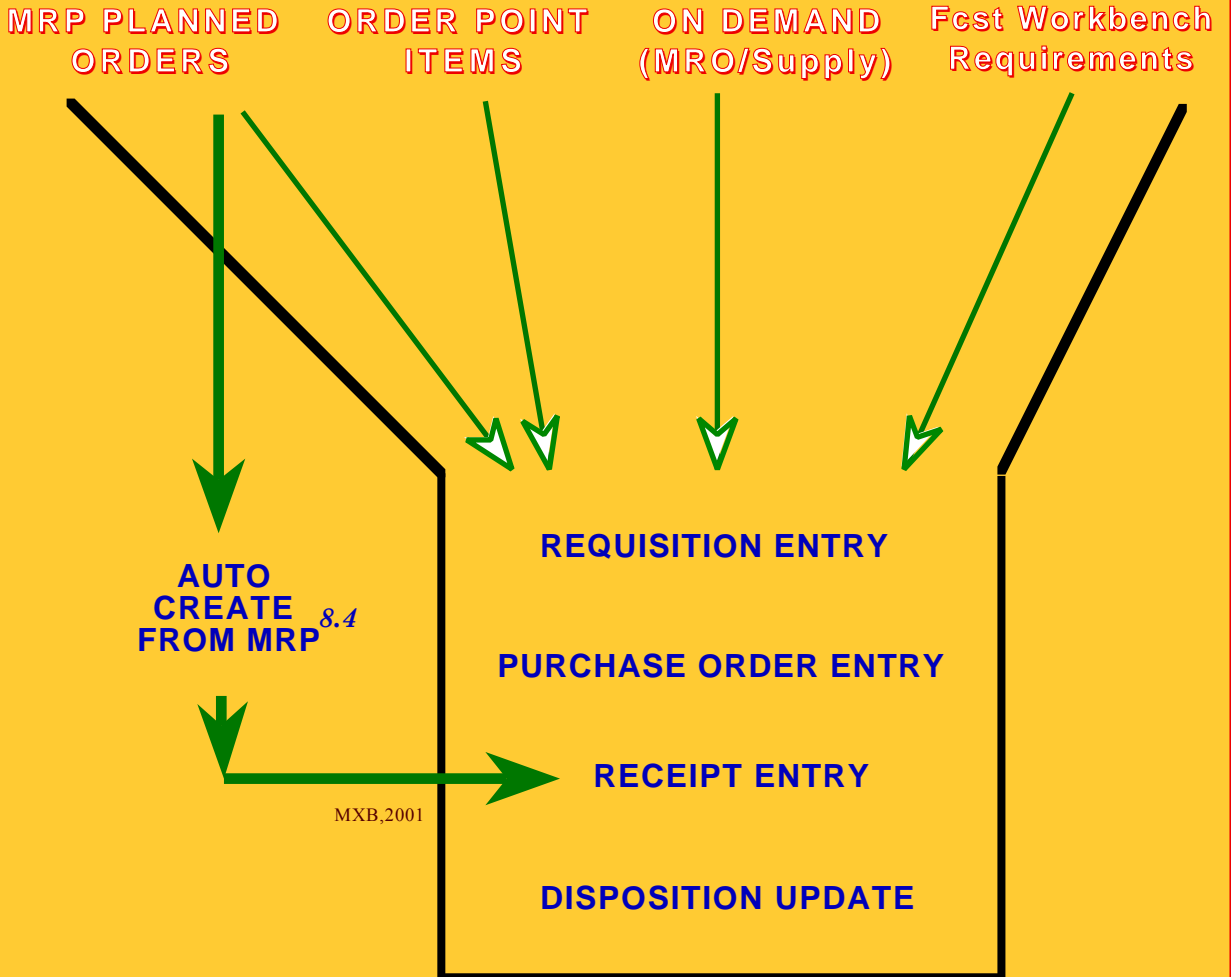 MRP PLANNED
ORDERS
ORDER POINT
ITEMS
ON DEMAND
(MRO/Supply)
Fcst Workbench
Requirements
REQUISITION ENTRY
AUTO
CREATE
FROM MRP 8.4
PURCHASE ORDER ENTRY
RECEIPT ENTRY
MXB,2001
DISPOSITION UPDATE